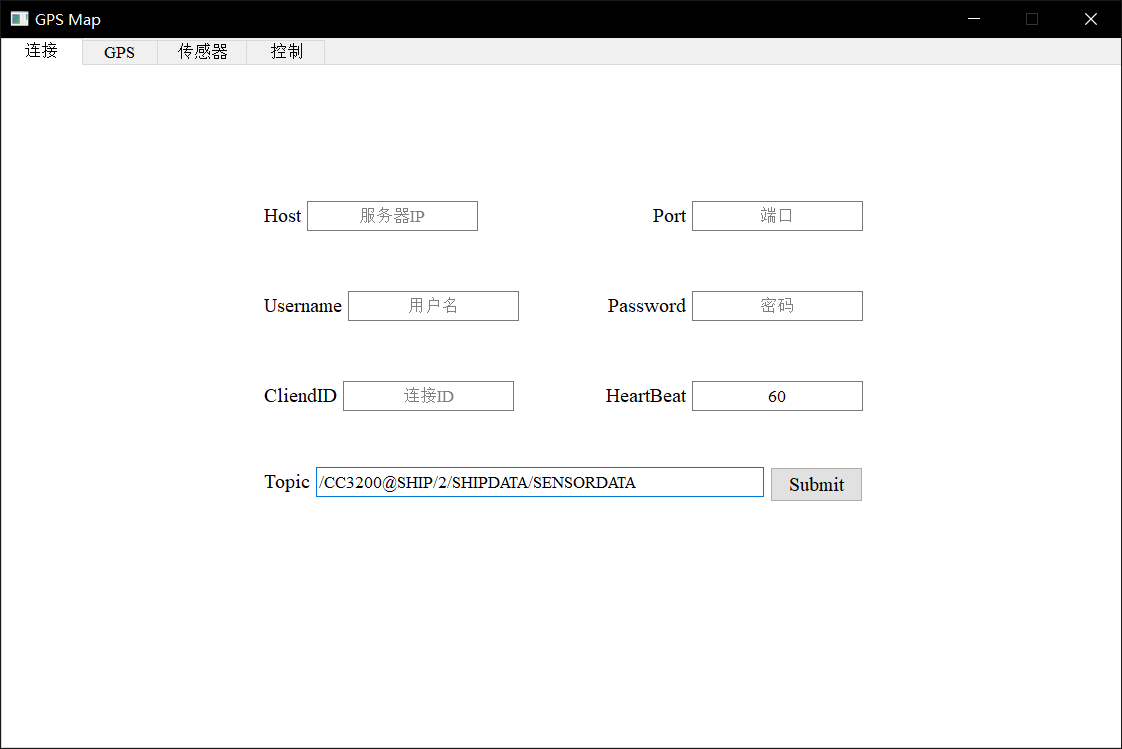 GPS Map
连接 GPS 传感器 控制
Host 服务器IP Port 端口
Username 用户名 Password 密码
CliendID 连接ID HeartBeat 60
Topic /CC3200@SHIP/2/SHIPDATA/SENSORDATA Submit